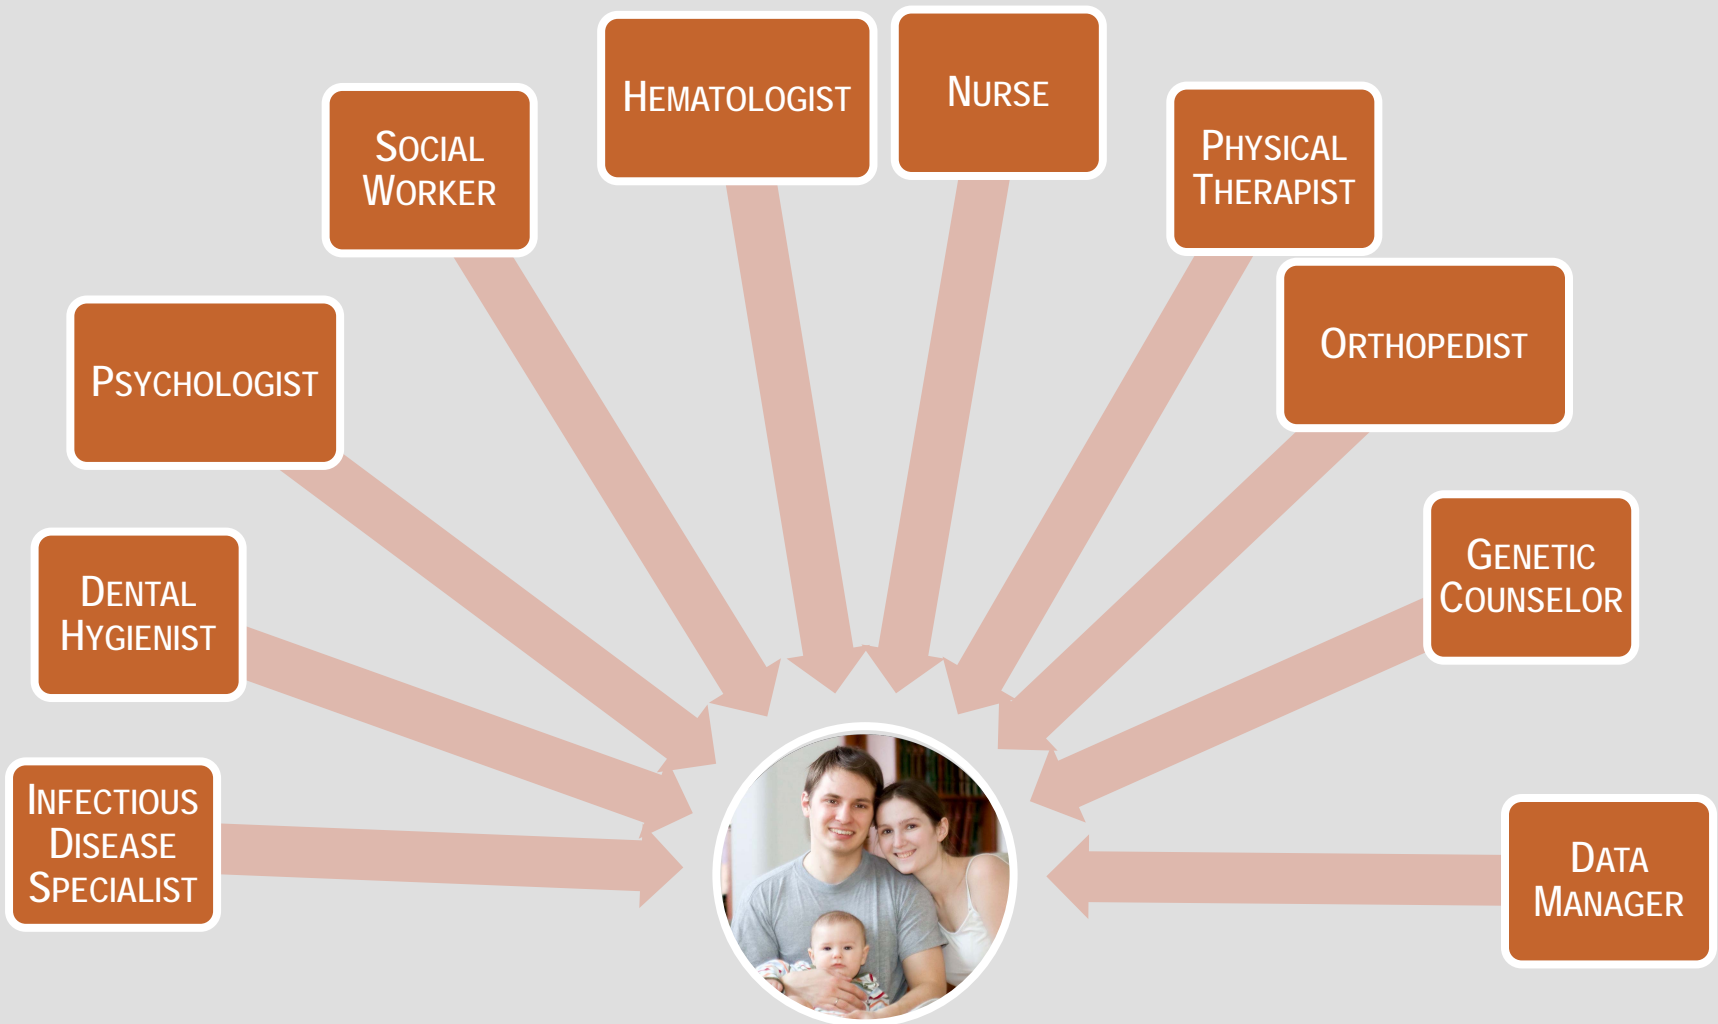 HEMATOLOGIST
NURSE
SOCIAL
WORKER
PHYSICAL
THERAPIST
ORTHOPEDIST
PSYCHOLOGIST
GENETIC
COUNSELOR
DENTAL
HYGIENIST
INFECTIOUS
DISEASE
SPECIALIST
DATA
MANAGER